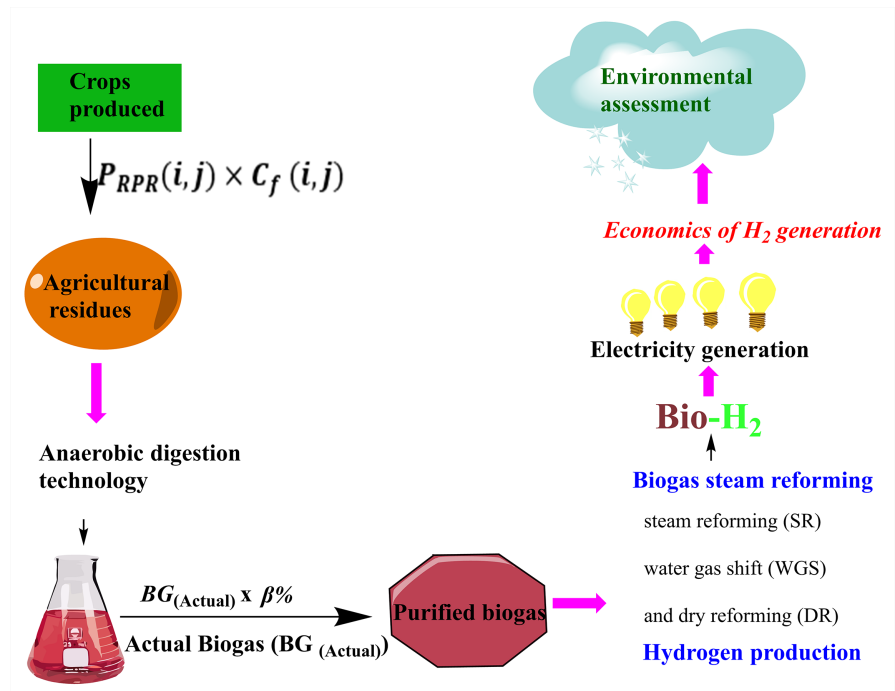 Crops
produced
P_RPR(i,j) × C_f (i,j)
Agricultural
residues
Anaerobic digestion
technology
BG(Actual) x β%
Actual Biogas (BG (Actual))
Purified biogas
Environmental
assessment
Economics of H2 generation
Electricity generation
Bio-H2
Biogas steam reforming
steam reforming (SR)
water gas shift (WGS)
and dry reforming (DR)
Hydrogen production